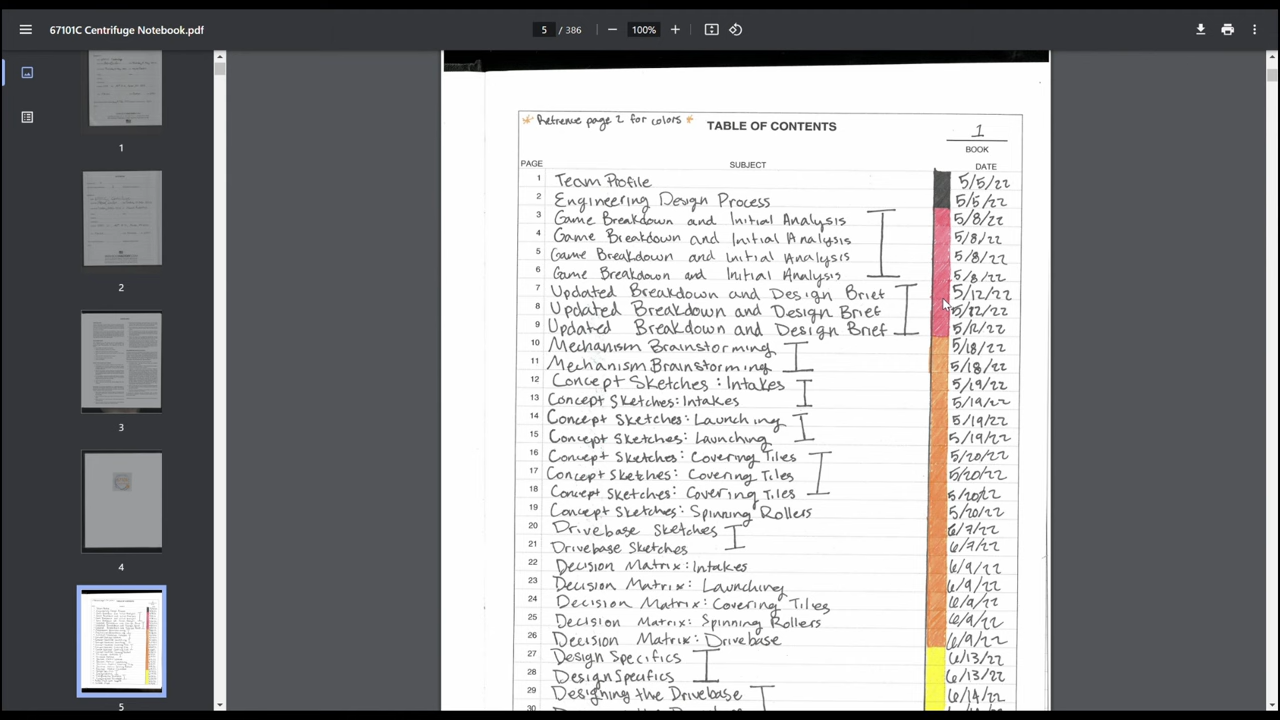 67101C Centrifuge Notebook.pdf
5 / 386
100%
1
2
3
4
5
* Refrence page 2 for colors *
TABLE OF CONTENTS
1
BOOK
PAGE SUBJECT DATE
1 Team Profile 5/5/22
2 Engineering Design Process 5/5/22
3 Game Breakdown and Initial Analysis 5/8/22
4 Game Breakdown and Initial Analysis 5/8/22
5 Game Breakdown and Initial Analysis 5/8/22
6 Game Breakdown and Initial Analysis 5/8/22
7 Updated Breakdown and Design Brief 5/12/22
8 Updated Breakdown and Design Brief 5/12/22
9 Updated Breakdown and Design Brief 5/12/22
10 Mechanism Brainstorming 5/18/22
11 Mechanism Brainstorming 5/18/22
12 Concept Sketches: Intakes 5/19/22
13 Concept Sketches: Intakes 5/19/22
14 Concept Sketches: Launching 5/19/22
15 Concept Sketches: Launching 5/19/22
16 Concept Sketches: Covering Tiles 5/20/22
17 Concept Sketches: Covering Tiles 5/20/22
18 Concept Sketches: Covering Tiles 5/20/22
19 Concept Sketches: Spinning Rollers 5/20/22
20 Drivebase Sketches 6/7/22
21 Drivebase Sketches 6/7/22
22 Decision Matrix: Intakes 6/9/22
23 Decision Matrix: Launching 6/9/22
24 Decision Matrix: Covering Tiles 6/9/22
25 Decision Matrix: Spinning Rollers 6/9/22
26 Decision Matrix: Drivebase 6/9/22
27 Design Specifics 6/13/22
28 Design Specifics 6/13/22
29 Designing the Drivebase 6/14/22
30